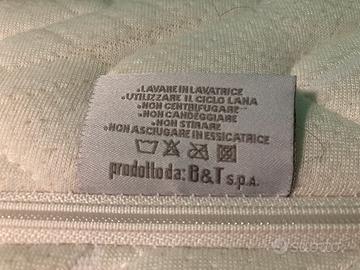 •LAVARE IN LAVATRICE
•UTILIZZARE IL CICLO LANA
•NON CENTRIFUGARE
•NON CANDEGGIARE
•NON STIRARE
•NON ASCIUGARE IN ESSICATRICE
prodotto da: B&T S.P.A.
subito